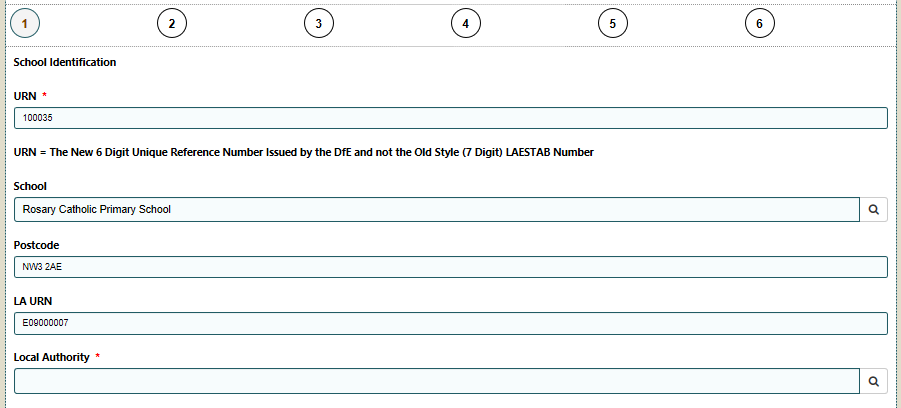 1 2 3 4 5 6
School Identification
URN *
100035
URN = The New 6 Digit Unique Reference Number Issued by the DfE and not the Old Style (7 Digit) LAESTAB Number
School
Rosary Catholic Primary School
Postcode
NW3 2AE
LA URN
E09000007
Local Authority *